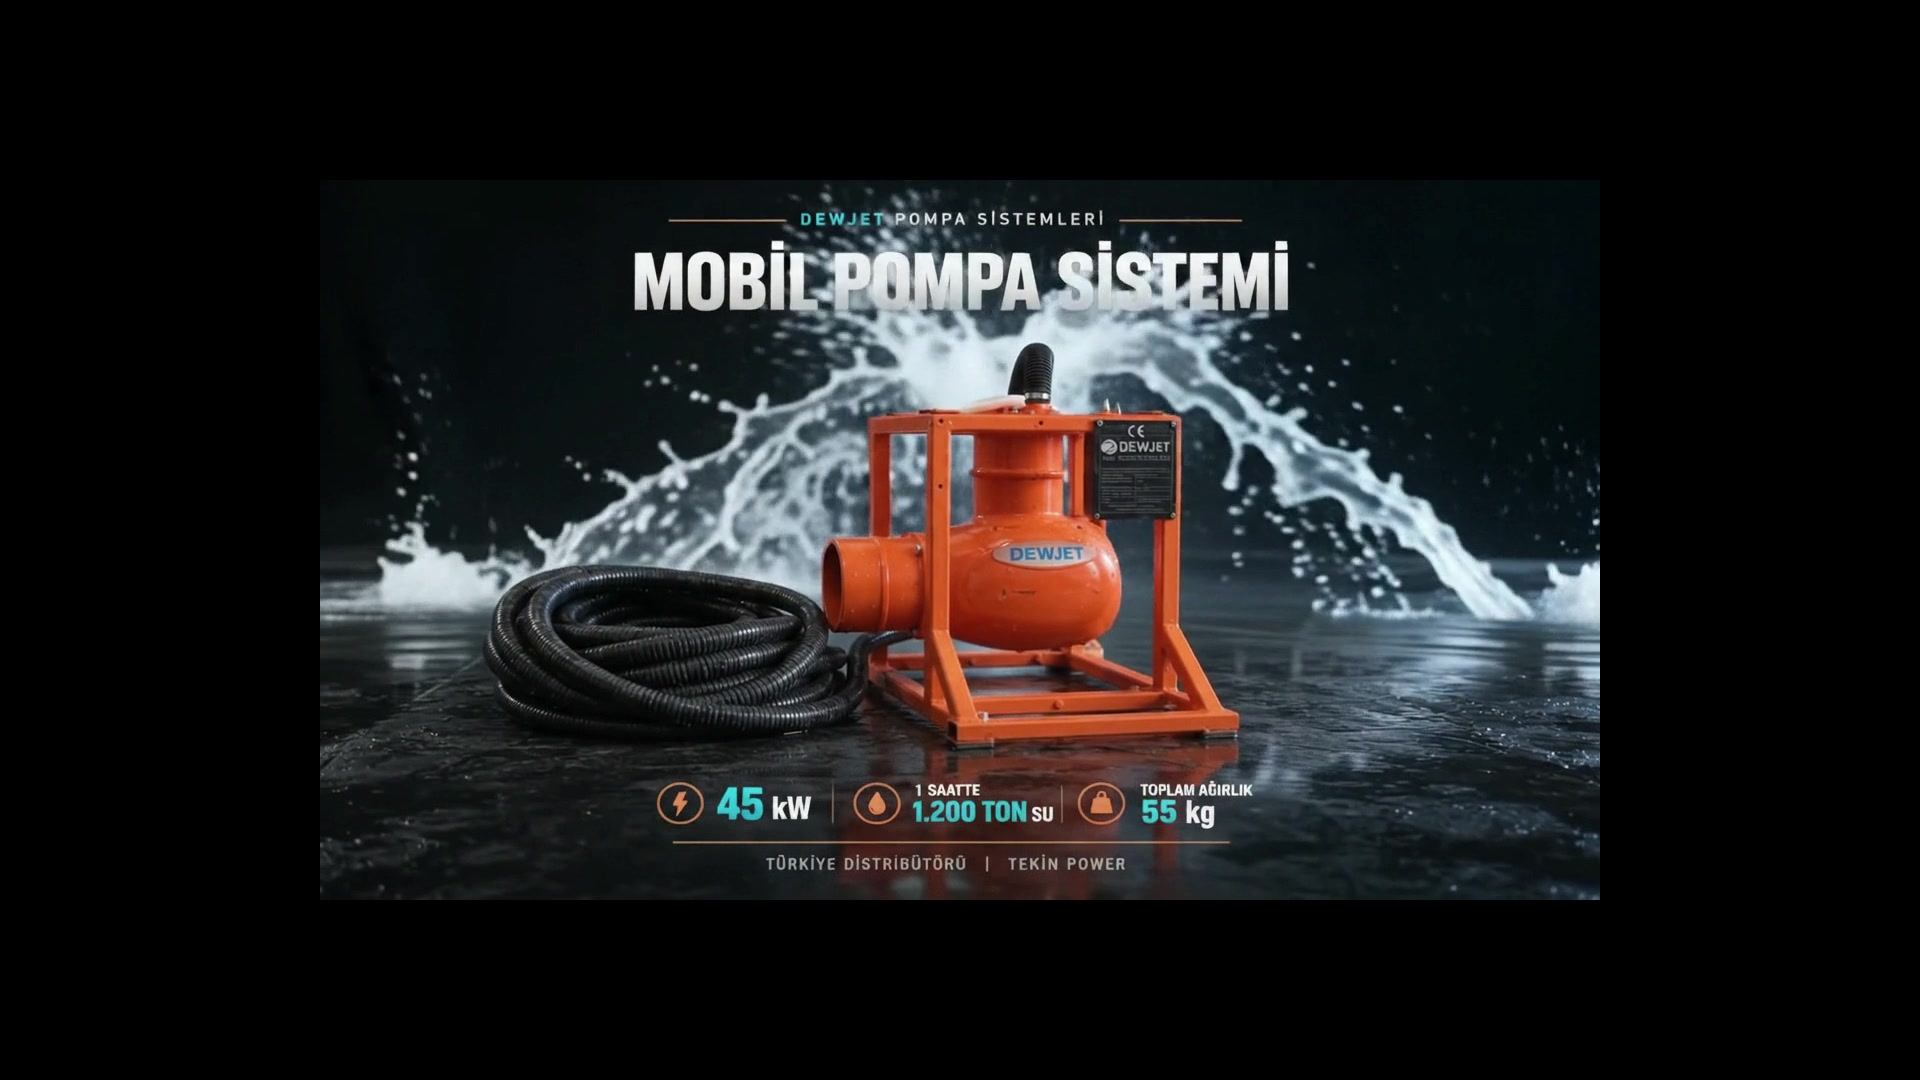 DEWJET POMPA SİSTEMLERİ
MOBİL POMPA SİSTEMİ
CE
DEWJET
DEWJET
45 kW
1 SAATTE
1.200 TON SU
TOPLAM AĞIRLIK
55 kg
TÜRKİYE DİSTRİBÜTÖRÜ | TEKİN POWER